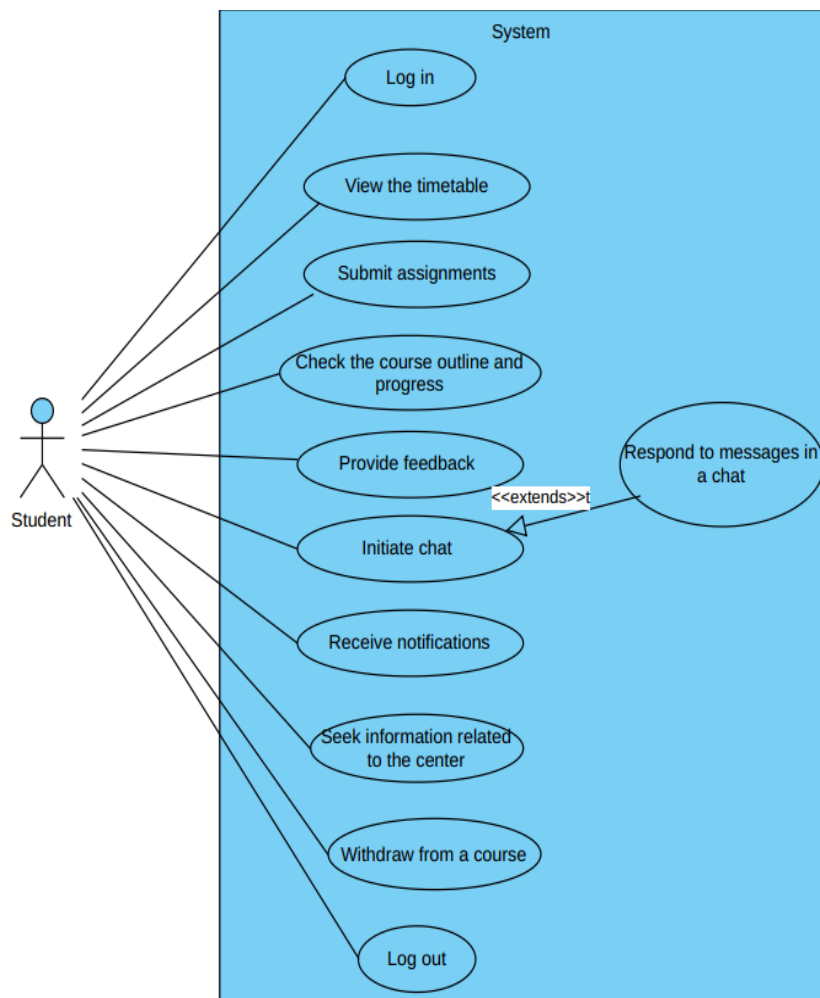 System
Log in
View the timetable
Submit assignments
Check the course outline and
progress
Provide feedback
Respond to messages in
a chat
<<extends>>t
Student
Initiate chat
Receive notifications
Seek information related
to the center
Withdraw from a course
Log out